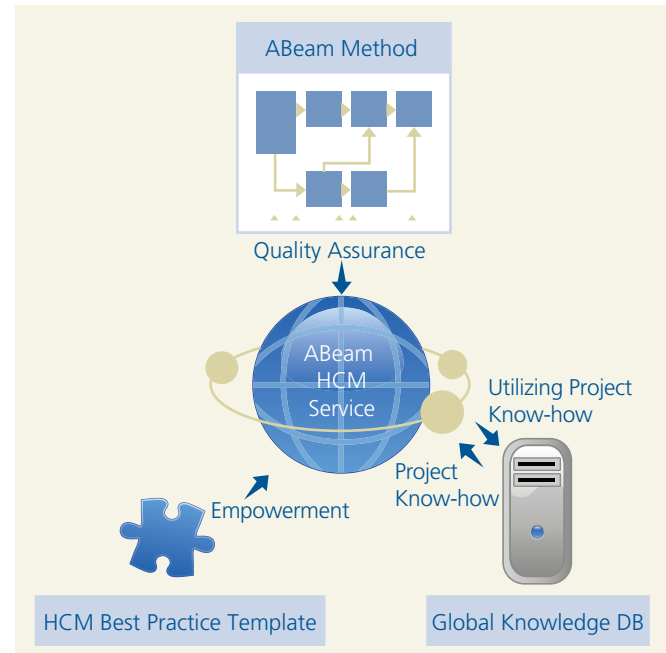 ABeam Method
Quality Assurance
ABeam
HCM
Service
Utilizing Project
Know-how
Project
Know-how
Empowerment
HCM Best Practice Template
Global Knowledge DB